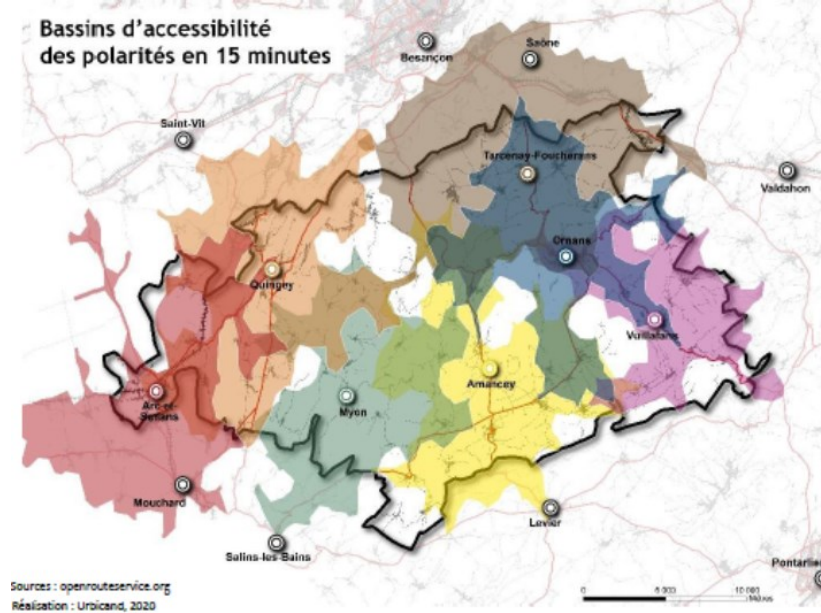 Bassins d'accessibilité
des polarités en 15 minutes
Besançon
Saône
Saint-Vit
Tarcenay-Foucherans
Valdahon
Ornans
Quingey
Vuillafans
Amancey
Arc-et-
Senans
Myon
Mouchard
Levier
Salins-les-Bains
Pontarlier
Sources : openrouteservice.org
Réalisation : Urbicand, 2020
0 5 000 10 000
Mètres